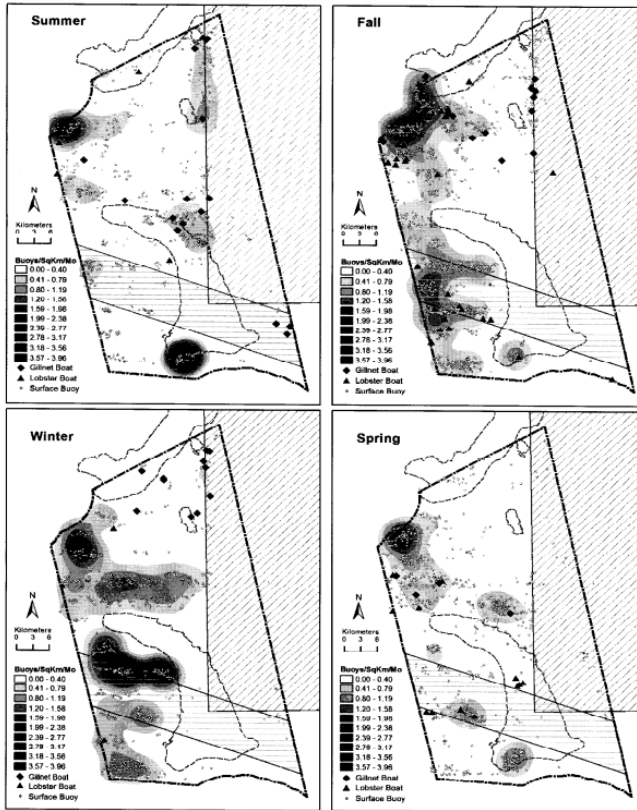 Summer
N
Kilometers
0 3 6
Buoys/SqKm/Mo
0.00 - 0.40
0.41 - 0.79
0.80 - 1.19
1.20 - 1.58
1.59 - 1.98
1.99 - 2.38
2.39 - 2.77
2.78 - 3.17
3.18 - 3.56
3.57 - 3.96
Gillnet Boat
Lobster Boat
Surface Buoy
Fall
N
Kilometers
0 3 6
Buoys/SqKm/Mo
0.00 - 0.40
0.41 - 0.79
0.80 - 1.19
1.20 - 1.58
1.59 - 1.98
1.99 - 2.38
2.39 - 2.77
2.78 - 3.17
3.18 - 3.56
3.57 - 3.96
Gillnet Boat
Lobster Boat
Surface Buoy
Winter
N
Kilometers
0 3 6
Buoys/SqKm/Mo
0.00 - 0.40
0.41 - 0.79
0.80 - 1.19
1.20 - 1.58
1.59 - 1.98
1.99 - 2.38
2.39 - 2.77
2.78 - 3.17
3.18 - 3.56
3.57 - 3.96
Gillnet Boat
Lobster Boat
Surface Buoy
Spring
N
Kilometers
0 3 6
Buoys/SqKm/Mo
0.00 - 0.40
0.41 - 0.79
0.80 - 1.19
1.20 - 1.58
1.59 - 1.98
1.99 - 2.38
2.39 - 2.77
2.78 - 3.17
3.18 - 3.56
3.57 - 3.96
Gillnet Boat
Lobster Boat
Surface Buoy